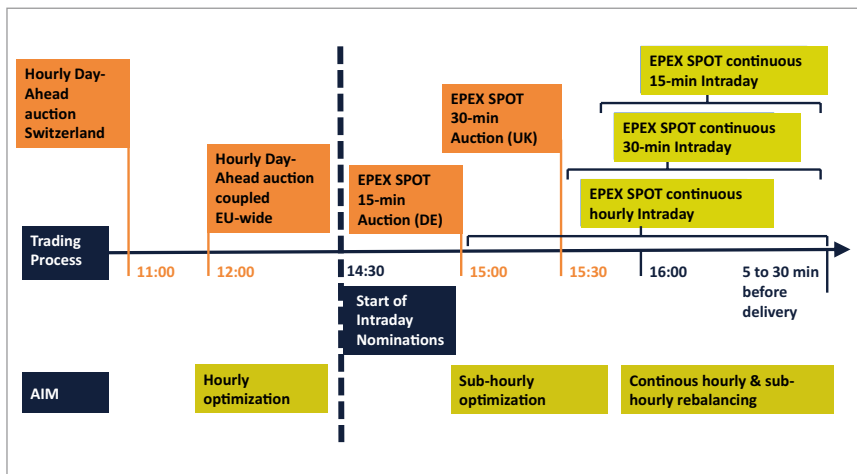 Hourly Day-
Ahead
auction
Switzerland
Hourly Day-
Ahead auction
coupled
EU-wide
EPEX SPOT
15-min
Auction (DE)
EPEX SPOT
30-min
Auction (UK)
EPEX SPOT continuous
15-min Intraday
EPEX SPOT continuous
30-min Intraday
EPEX SPOT continuous
hourly Intraday
Trading
Process
11:00
12:00
14:30
15:00
15:30
16:00
5 to 30 min
before
delivery
Start of
Intraday
Nominations
AIM
Hourly
optimization
Sub-hourly
optimization
Continous hourly & sub-
hourly rebalancing